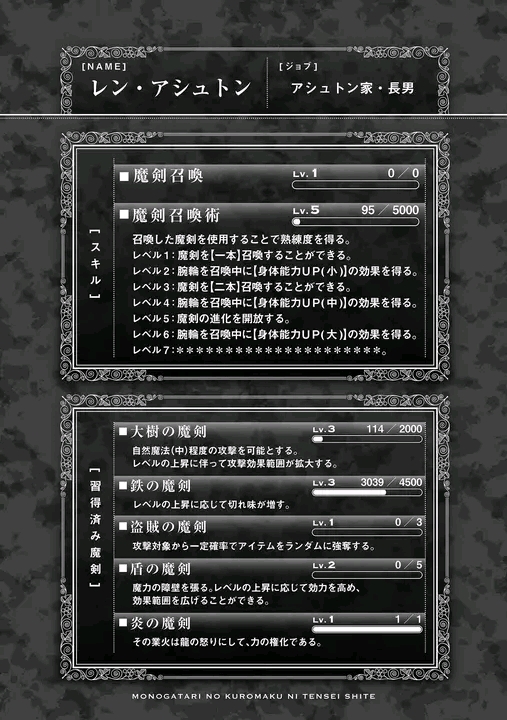 [NAME]
レン・アシュトン
[ジョブ]
アシュトン家・長男
[スキル]
■魔剣召喚 Lv.1 0／0
■魔剣召喚術 Lv.5 95／5000
召喚した魔剣を使用することで熟練度を得る。
レベル1：魔剣を【一本】召喚することができる。
レベル2：腕輪を召喚中に【身体能力UP(小)】の効果を得る。
レベル3：魔剣を【二本】召喚することができる。
レベル4：腕輪を召喚中に【身体能力UP(中)】の効果を得る。
レベル5：魔剣の進化を開放する。
レベル6：腕輪を召喚中に【身体能力UP(大)】の効果を得る。
レベル7：＊＊＊＊＊＊＊＊＊＊＊＊＊＊＊＊＊＊＊＊。
[習得済み魔剣]
■大樹の魔剣 Lv.3 114／2000
自然魔法(中)程度の攻撃を可能とする。
レベルの上昇に伴って攻撃効果範囲が拡大する。
■鉄の魔剣 Lv.3 3039／4500
レベルの上昇に応じて切れ味が増す。
■盗賊の魔剣 Lv.1 0／3
攻撃対象から一定確率でアイテムをランダムに強奪する。
■盾の魔剣 Lv.2 0／5
魔力の障壁を張る。レベルの上昇に応じて効力を高め、
効果範囲を広げることができる。
■炎の魔剣 Lv.1 1／1
その業火は龍の怒りにして、力の権化である。
MONOGATARI NO KUROMAKU NI TENSEI SHITE